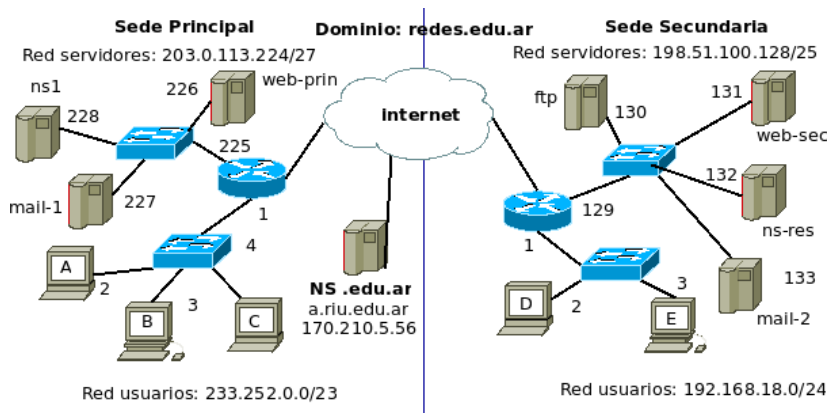 Sede Principal
Dominio: redes.edu.ar
Sede Secundaria
Red servidores: 203.0.113.224/27
Red servidores: 198.51.100.128/25
ns1
228
226
web-prin
225
mail-1
227
1
4
A
2
B
3
C
internet
NS .edu.ar
a.riu.edu.ar
170.210.5.56
ftp
130
131
web-sec
132
ns-res
129
133
mail-2
1
D
2
3
E
Red usuarios: 233.252.0.0/23
Red usuarios: 192.168.18.0/24